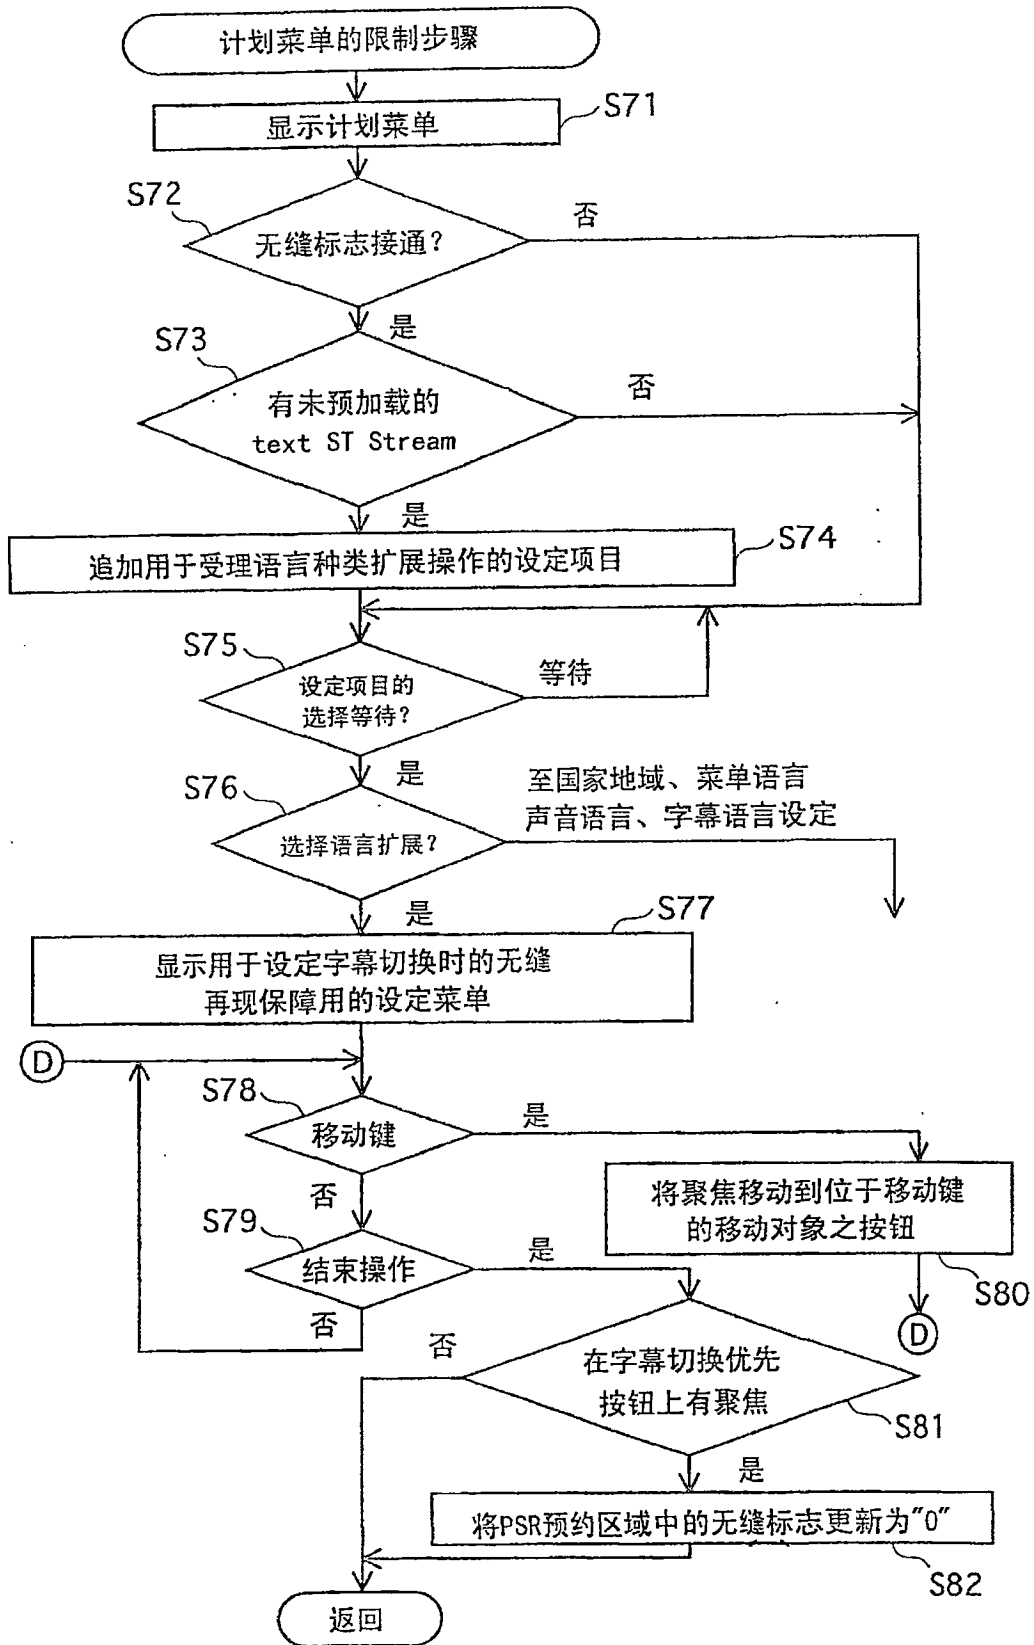 计划菜单的限制步骤
S71
显示计划菜单
S72
无缝标志接通?
否
是
S73
有未预加载的
text ST Stream
否
是
S74
追加用于受理语言种类扩展操作的设定项目
S75
设定项目的
选择等待?
等待
是
S76
选择语言扩展?
至国家地域、菜单语言
声音语言、字幕语言设定
是
S77
显示用于设定字幕切换时的无缝
再现保障用的设定菜单
D
S78
移动键
是
否
将聚焦移动到位于移动键
的移动对象之按钮
S80
D
S79
结束操作
是
否
否
在字幕切换优先
按钮上有聚焦
S81
是
将PSR预约区域中的无缝标志更新为"0"
S82
返回